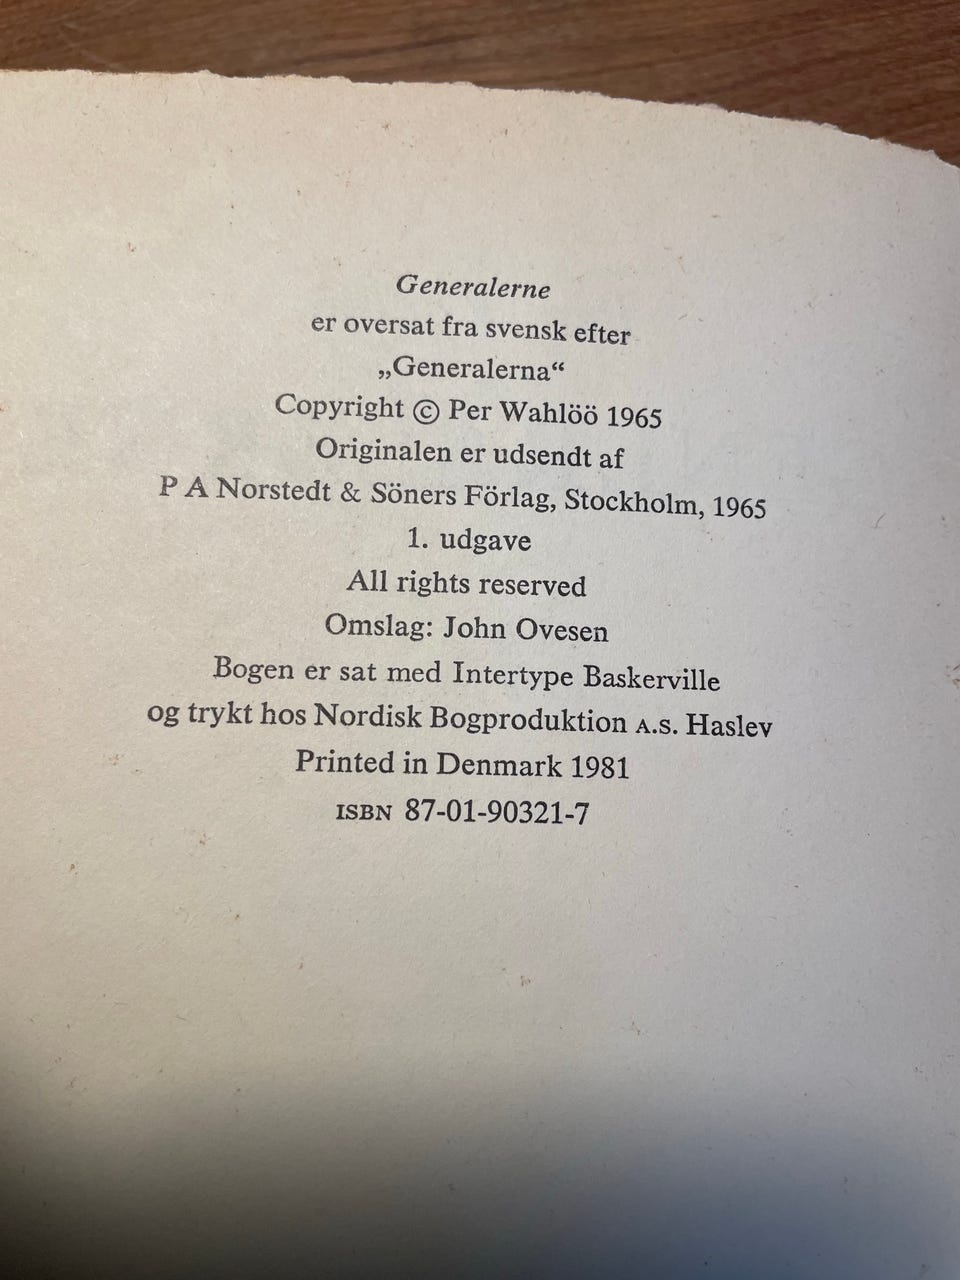 Generalerne
er oversat fra svensk efter
„Generalerna“
Copyright © Per Wahlöö 1965
Originalen er udsendt af
P A Norstedt & Söners Förlag, Stockholm, 1965
1. udgave
All rights reserved
Omslag: John Ovesen
Bogen er sat med Intertype Baskerville
og trykt hos Nordisk Bogproduktion A.S. Haslev
Printed in Denmark 1981
ISBN 87-01-90321-7